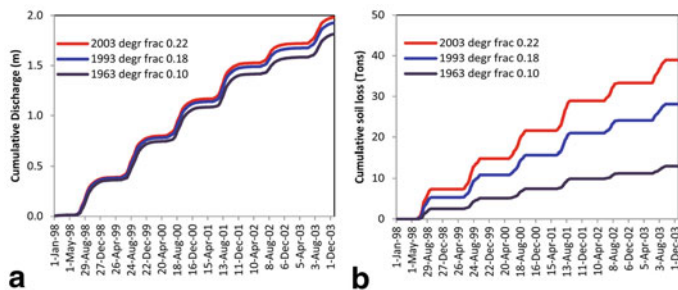 2.0
1.5
1.0
0.5
0.0
Cumulative Discharge (m)
2003 degr frac 0.22
1993 degr frac 0.18
1963 degr frac 0.10
1-Jan-98
1-May-98
29-Aug-98
27-Dec-98
26-Apr-99
24-Aug-99
22-Dec-99
20-Apr-00
18-Aug-00
16-Dec-00
15-Apr-01
13-Aug-01
11-Dec-01
10-Apr-02
8-Aug-02
6-Dec-02
5-Apr-03
3-Aug-03
1-Dec-03
a
50
40
30
20
10
0
Cumulative soil loss (Tons)
2003 degr frac 0.22
1993 degr frac 0.18
1963 degr frac 0.10
1-Jan-98
1-May-98
29-Aug-98
27-Dec-98
26-Apr-99
24-Aug-99
22-Dec-99
20-Apr-00
18-Aug-00
16-Dec-00
15-Apr-01
13-Aug-01
11-Dec-01
10-Apr-02
8-Aug-02
6-Dec-02
5-Apr-03
3-Aug-03
1-Dec-03
b